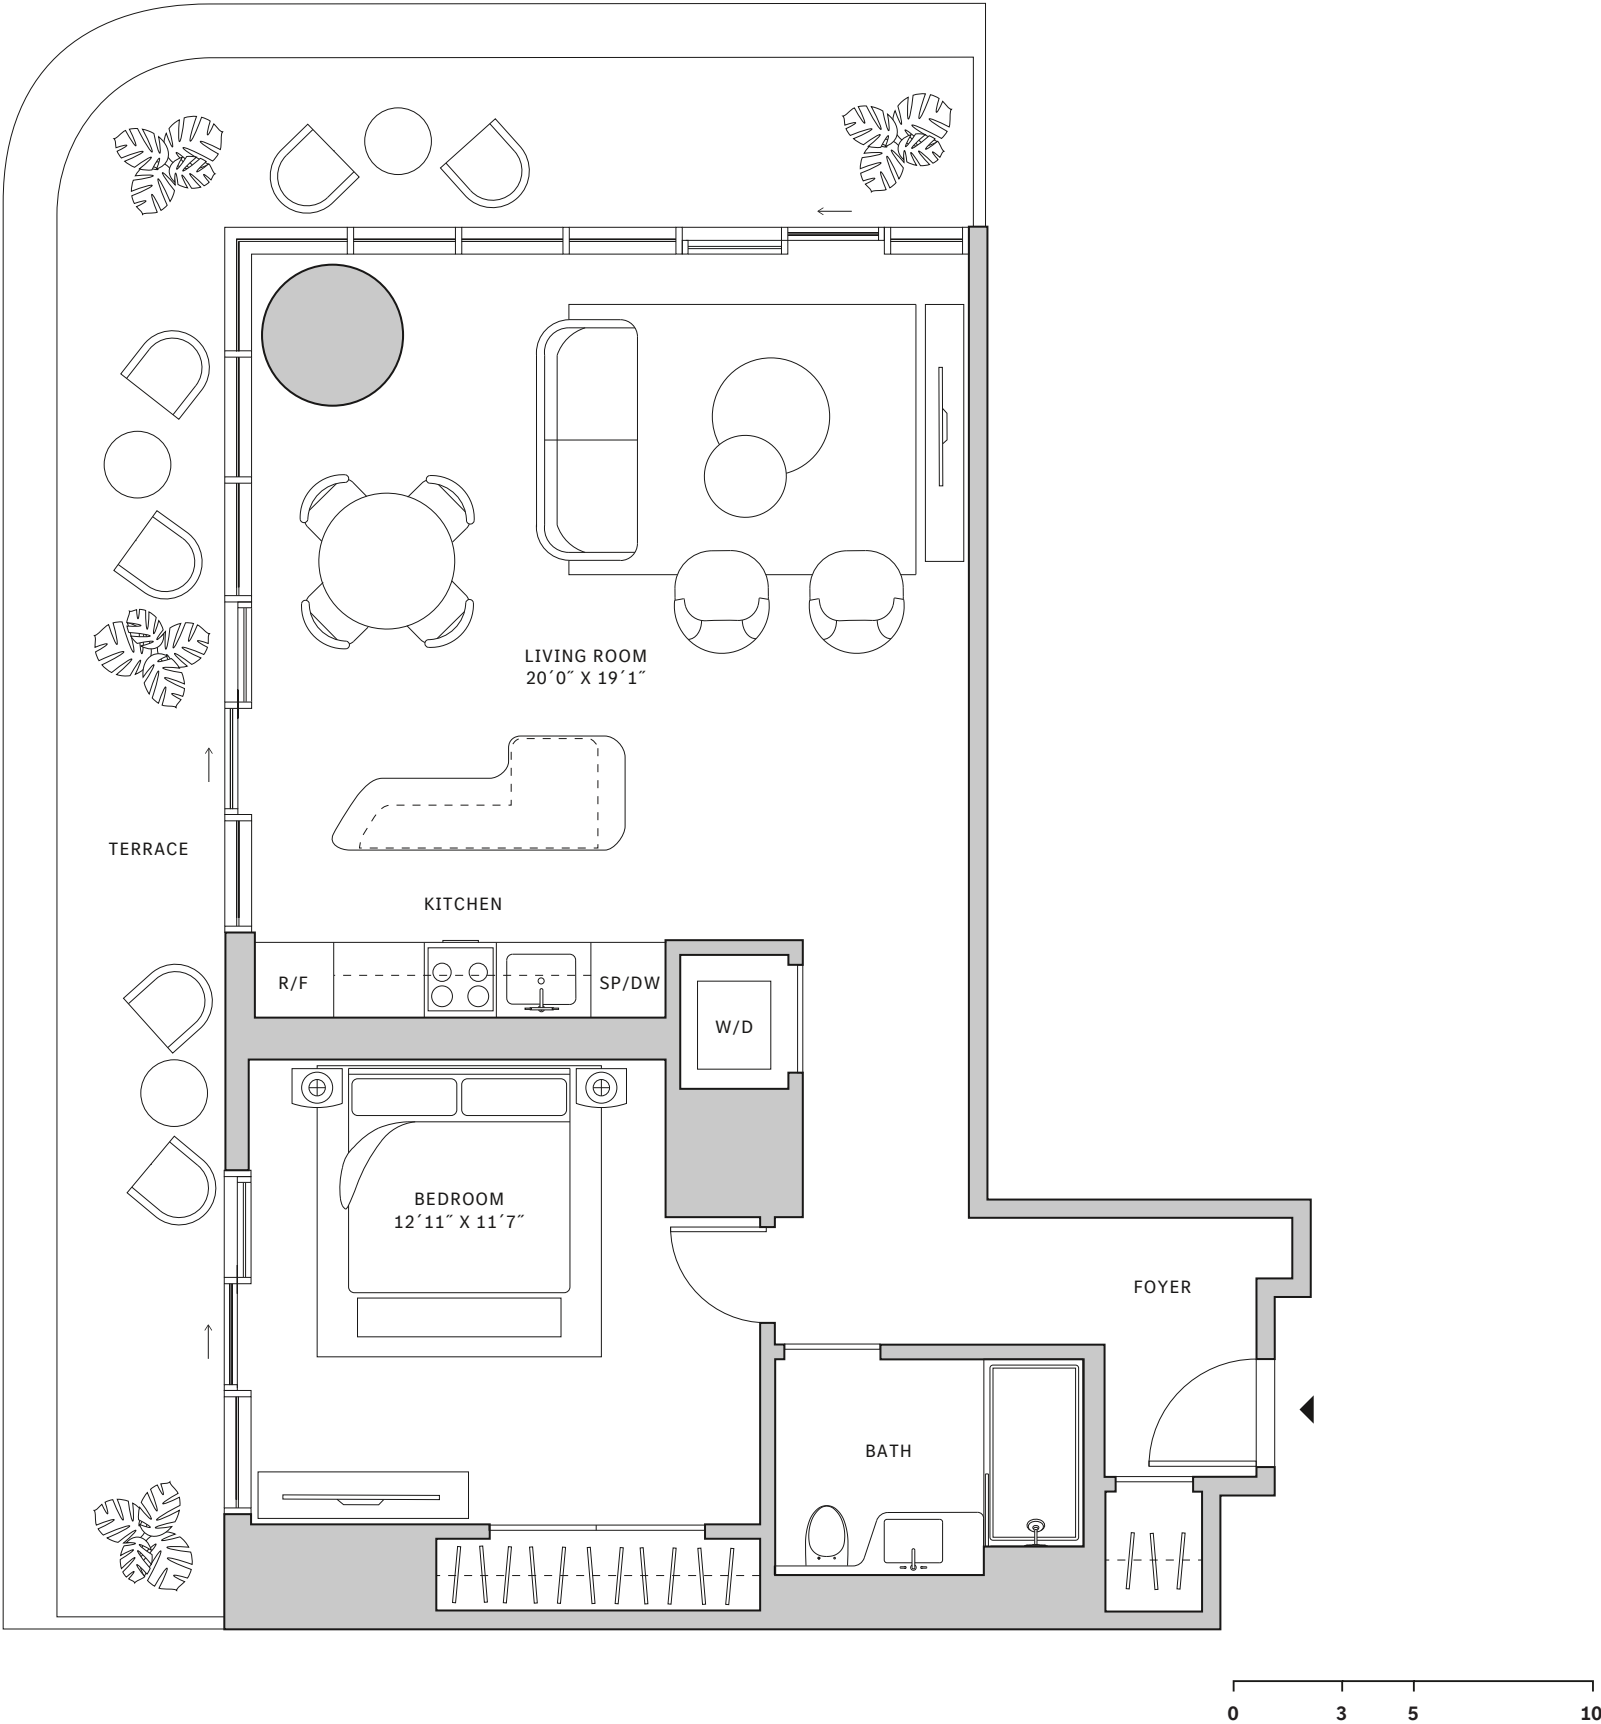 LIVING ROOM
20´0˝ X 19´1˝
TERRACE
KITCHEN
R/F
SP/DW
W/D
BEDROOM
12´11˝ X 11´7˝
FOYER
BATH
0 3 5 10